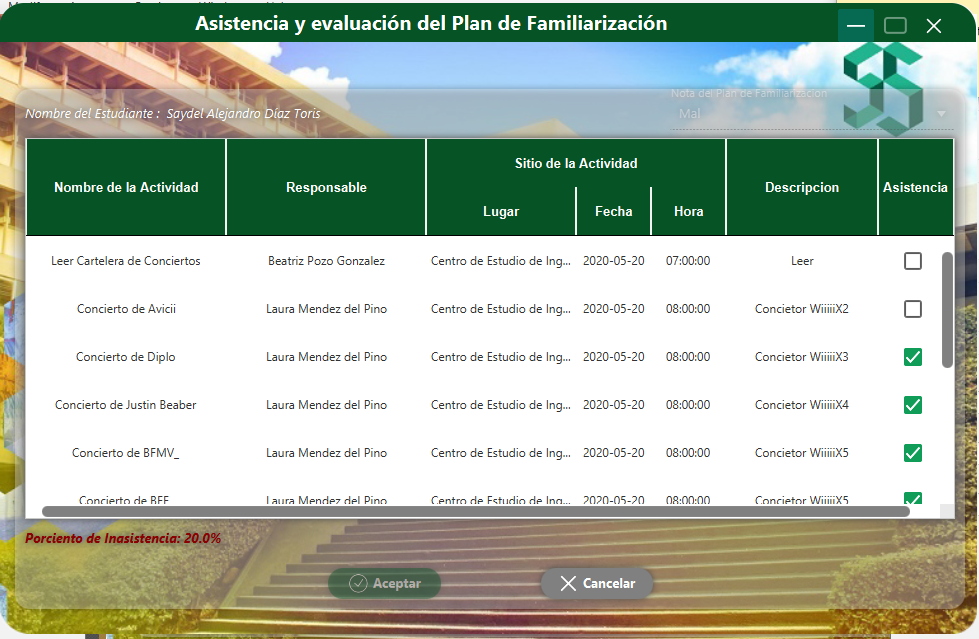 Asistencia y evaluación del Plan de Familiarización
Nota del Plan de Familiarizacion
Nombre del Estudiante : Saydel Alejandro Díaz Toris
Mal
Nombre de la Actividad Responsable Sitio de la Actividad Descripcion Asistencia
Lugar Fecha Hora
Leer Cartelera de Conciertos Beatriz Pozo Gonzalez Centro de Estudio de Ing... 2020-05-20 07:00:00 Leer
Concierto de Avicii Laura Mendez del Pino Centro de Estudio de Ing... 2020-05-20 08:00:00 Concietor WiiiiiX2
Concierto de Diplo Laura Mendez del Pino Centro de Estudio de Ing... 2020-05-20 08:00:00 Concietor WiiiiiX3
Concierto de Justin Beaber Laura Mendez del Pino Centro de Estudio de Ing... 2020-05-20 08:00:00 Concietor WiiiiiX4
Concierto de BFMV_ Laura Mendez del Pino Centro de Estudio de Ing... 2020-05-20 08:00:00 Concietor WiiiiiX5
Concierto de Laura Mendez del Pino Centro de Estudio de Ing... 2020-05-20 08:00:00 Concietor WiiiiiX5
Porciento de Inasistencia: 20.0%
Aceptar Cancelar